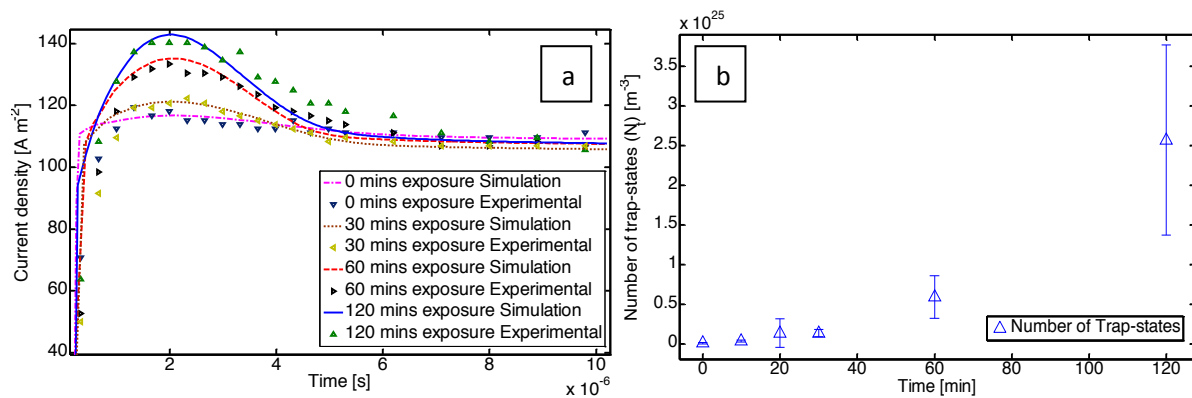 a
Current density [A m-2]
140
120
100
80
60
40
0 mins exposure Simulation
0 mins exposure Experimental
30 mins exposure Simulation
30 mins exposure Experimental
60 mins exposure Simulation
60 mins exposure Experimental
120 mins exposure Simulation
120 mins exposure Experimental
2
4
6
8
10
Time [s]
x 10-6
x 1025
b
Number of trap-states (Nt) [m-3]
3.5
3
2.5
2
1.5
1
0.5
0
Number of Trap-states
0
20
40
60
80
100
120
Time [min]